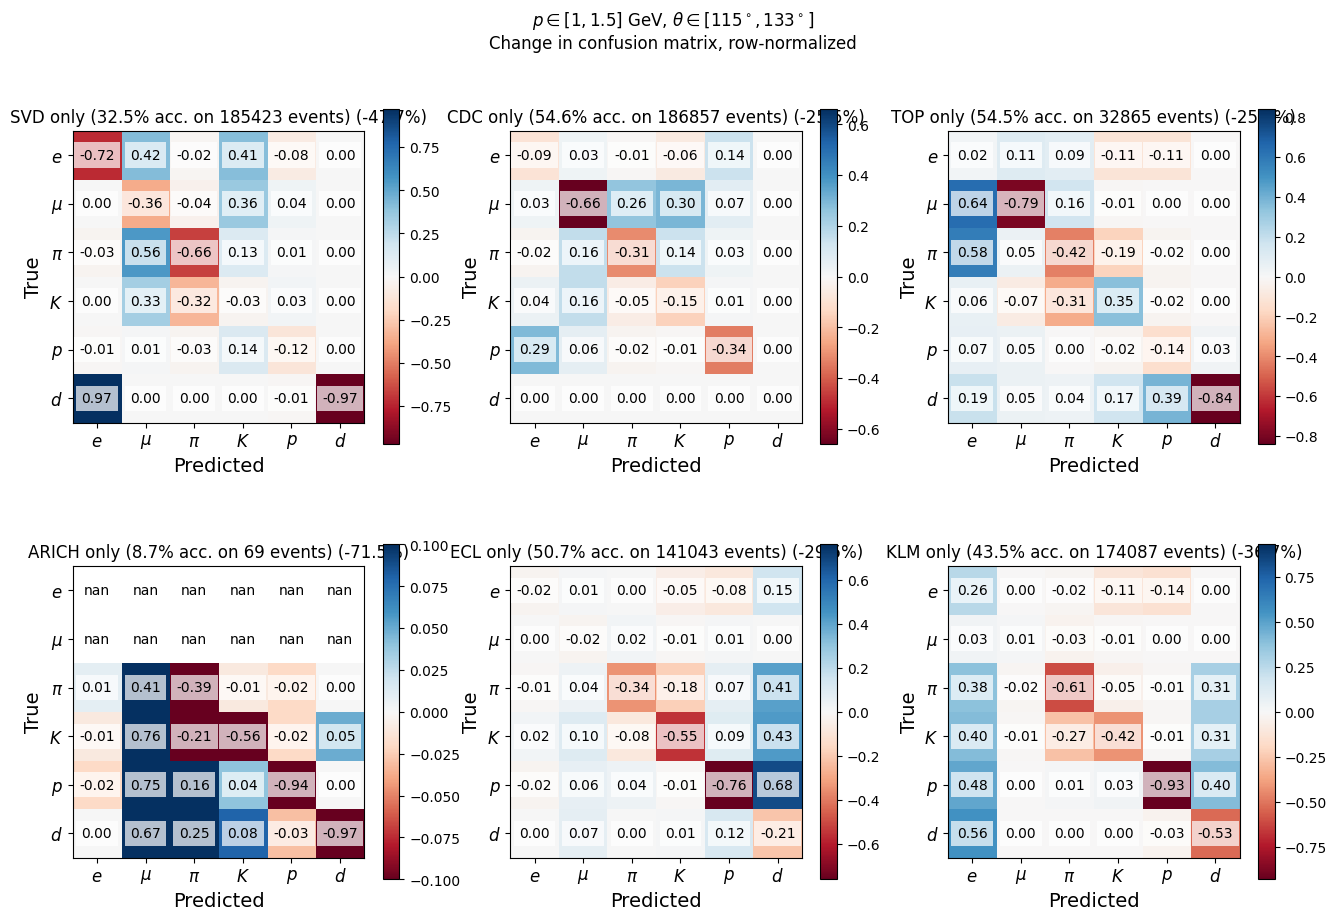 p ∈ [1, 1.5] GeV, θ ∈ [115°, 133°]
Change in confusion matrix, row-normalized
SVD only (32.5% acc. on 185423 events)
True
e -0.72 0.42 -0.02 0.41 -0.08 0.00
μ 0.00 -0.36 -0.04 0.36 0.04 0.00
π -0.03 0.56 -0.66 0.13 0.01 0.00
K 0.00 0.33 -0.32 -0.03 0.03 0.00
p -0.01 0.01 -0.03 0.14 -0.12 0.00
d 0.97 0.00 0.00 0.00 -0.01 -0.97
e μ π K p d
Predicted
0.75
0.50
0.25
0.00
−0.25
−0.50
−0.75
CDC only (54.6% acc. on 186857 events)
True
e -0.09 0.03 -0.01 -0.06 0.14 0.00
μ 0.03 -0.66 0.26 0.30 0.07 0.00
π -0.02 0.16 -0.31 0.14 0.03 0.00
K 0.04 0.16 -0.05 -0.15 0.01 0.00
p 0.29 0.06 -0.02 -0.01 -0.34 0.00
d 0.00 0.00 0.00 0.00 0.00 0.00
e μ π K p d
Predicted
0.6
0.4
0.2
0.0
−0.2
−0.4
−0.6
TOP only (54.5% acc. on 32865 events)
True
e 0.02 0.11 0.09 -0.11 -0.11 0.00
μ 0.64 -0.79 0.16 -0.01 0.00 0.00
π 0.58 0.05 -0.42 -0.19 -0.02 0.00
K 0.06 -0.07 -0.31 0.35 -0.02 0.00
p 0.07 0.05 0.00 -0.02 -0.14 0.03
d 0.19 0.05 0.04 0.17 0.39 -0.84
e μ π K p d
Predicted
0.8
0.6
0.4
0.2
0.0
−0.2
−0.4
−0.6
−0.8
ARICH only (8.7% acc. on 69 events)
True
e nan nan nan nan nan nan
μ nan nan nan nan nan nan
π 0.01 0.41 -0.39 -0.01 -0.02 0.00
K -0.01 0.76 -0.21 -0.56 -0.02 0.05
p -0.02 0.75 0.16 0.04 -0.94 0.00
d 0.00 0.67 0.25 0.08 -0.03 -0.97
e μ π K p d
Predicted
0.100
0.075
0.050
0.025
0.000
−0.025
−0.050
−0.075
−0.100
ECL only (50.7% acc. on 141043 events)
True
e -0.02 0.01 0.00 -0.05 -0.08 0.15
μ 0.00 -0.02 0.02 -0.01 0.01 0.00
π -0.01 0.04 -0.34 -0.18 0.07 0.41
K 0.02 0.10 -0.08 -0.55 0.09 0.43
p -0.02 0.06 0.04 -0.01 -0.76 0.68
d 0.00 0.07 0.00 0.01 0.12 -0.21
e μ π K p d
Predicted
0.6
0.4
0.2
0.0
−0.2
−0.4
−0.6
KLM only (43.5% acc. on 174087 events)
True
e 0.26 0.00 -0.02 -0.11 -0.14 0.00
μ 0.03 0.01 -0.03 -0.01 0.00 0.00
π 0.38 -0.02 -0.61 -0.05 -0.01 0.31
K 0.40 -0.01 -0.27 -0.42 -0.01 0.31
p 0.48 0.00 0.01 0.03 -0.93 0.40
d 0.56 0.00 0.00 0.00 -0.03 -0.53
e μ π K p d
Predicted
0.75
0.50
0.25
0.00
−0.25
−0.50
−0.75